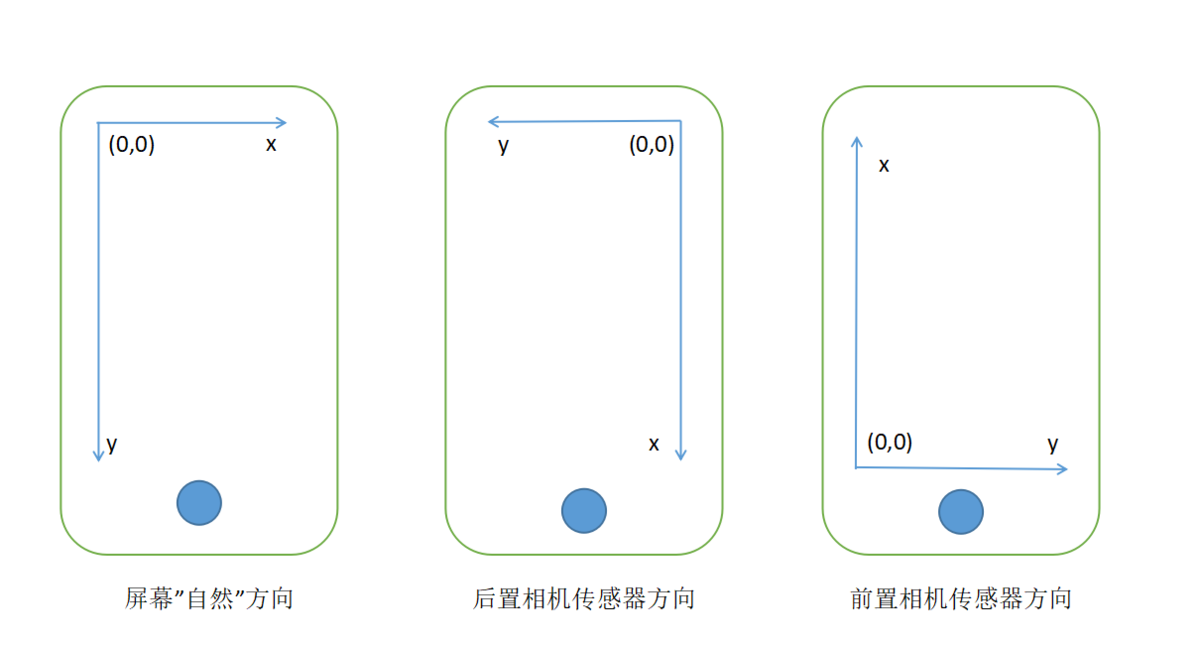 (0,0) x
y
屏幕”自然”方向
y (0,0)
x
后置相机传感器方向
x
(0,0) y
前置相机传感器方向